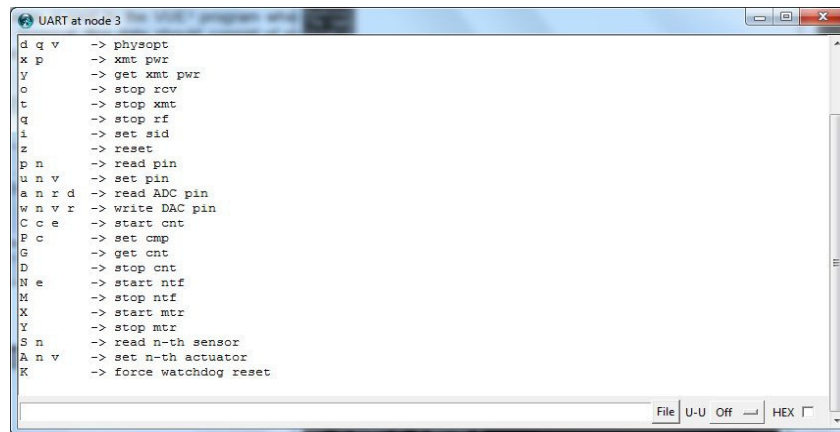 UART at node 3
d q v -> physopt
x p -> xmt pwr
y -> get xmt pwr
o -> stop rcv
t -> stop xmt
q -> stop rf
i -> set sid
z -> reset
p n -> read pin
u n v -> set pin
a n r d -> read ADC pin
w n v r -> write DAC pin
C c e -> start cnt
P c -> set cmp
G -> get cnt
D -> stop cnt
N e -> start ntf
M -> stop ntf
X -> start mtr
Y -> stop mtr
S n -> read n-th sensor
A n v -> set n-th actuator
K -> force watchdog reset
File U-U Off HEX